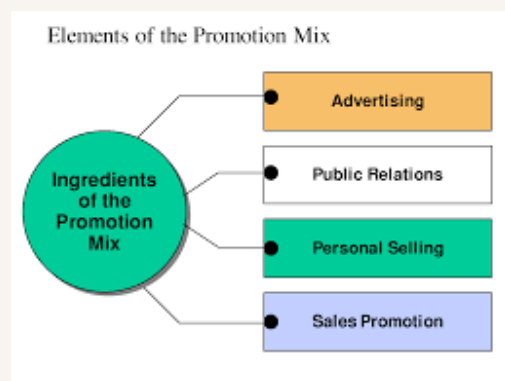 Elements of the Promotion Mix
Ingredients
of the
Promotion
Mix
Advertising
Public Relations
Personal Selling
Sales Promotion